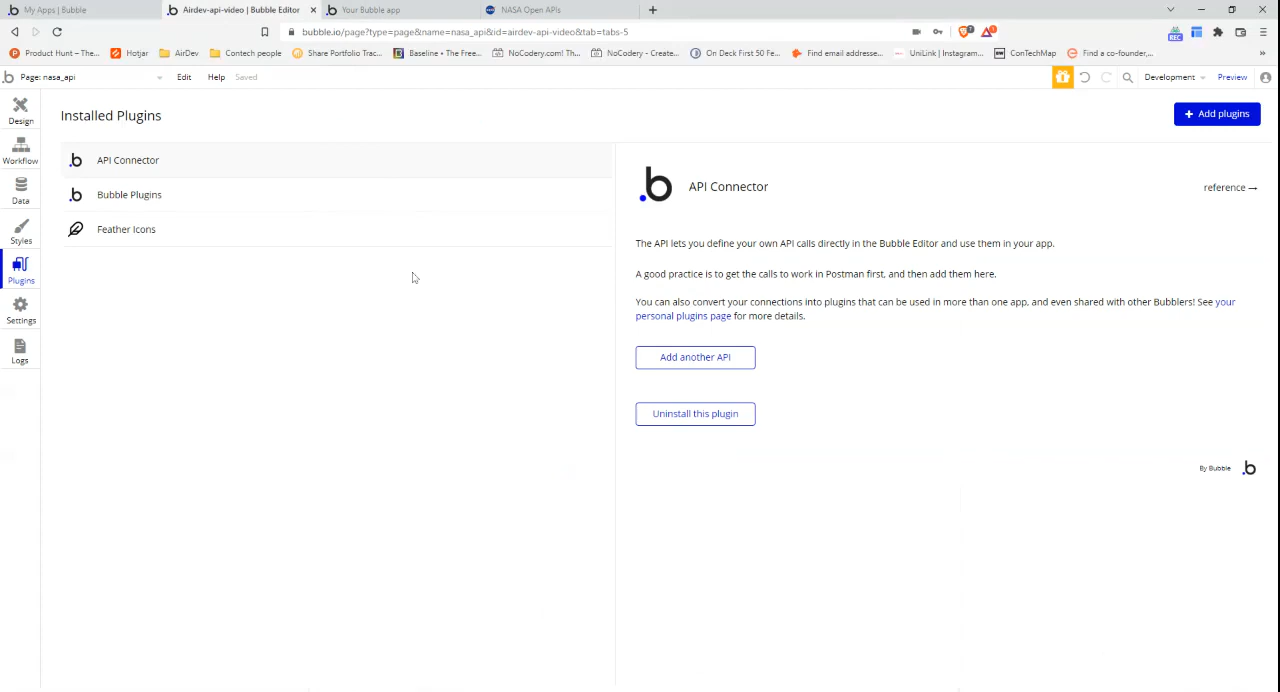 My Apps | Bubble
Airdev-api-video | Bubble Editor
Your Bubble app
NASA Open APIs
bubble.io/page?type=page&name=nasa_api&id=airdev-api-video&tab=tabs-5
REC
Product Hunt – The...
Hotjar
AirDev
Contech people
Share Portfolio Trac...
Baseline • The Free...
NoCodery.com! Th...
NoCodery - Create...
On Deck First 50 Fe...
Find email addresse...
UniLink | Instagram...
ConTechMap
Find a co-founder,...
»
Page: nasa_api
Edit
Help
Saved
Development
Preview
Design
Workflow
Data
Styles
Plugins
Settings
Logs
Installed Plugins
+ Add plugins
API Connector
Bubble Plugins
Feather Icons
API Connector
reference →
The API lets you define your own API calls directly in the Bubble Editor and use them in your app.
A good practice is to get the calls to work in Postman first, and then add them here.
You can also convert your connections into plugins that can be used in more than one app, and even shared with other Bubblers! See your
personal plugins page for more details.
Add another API
Uninstall this plugin
By Bubble